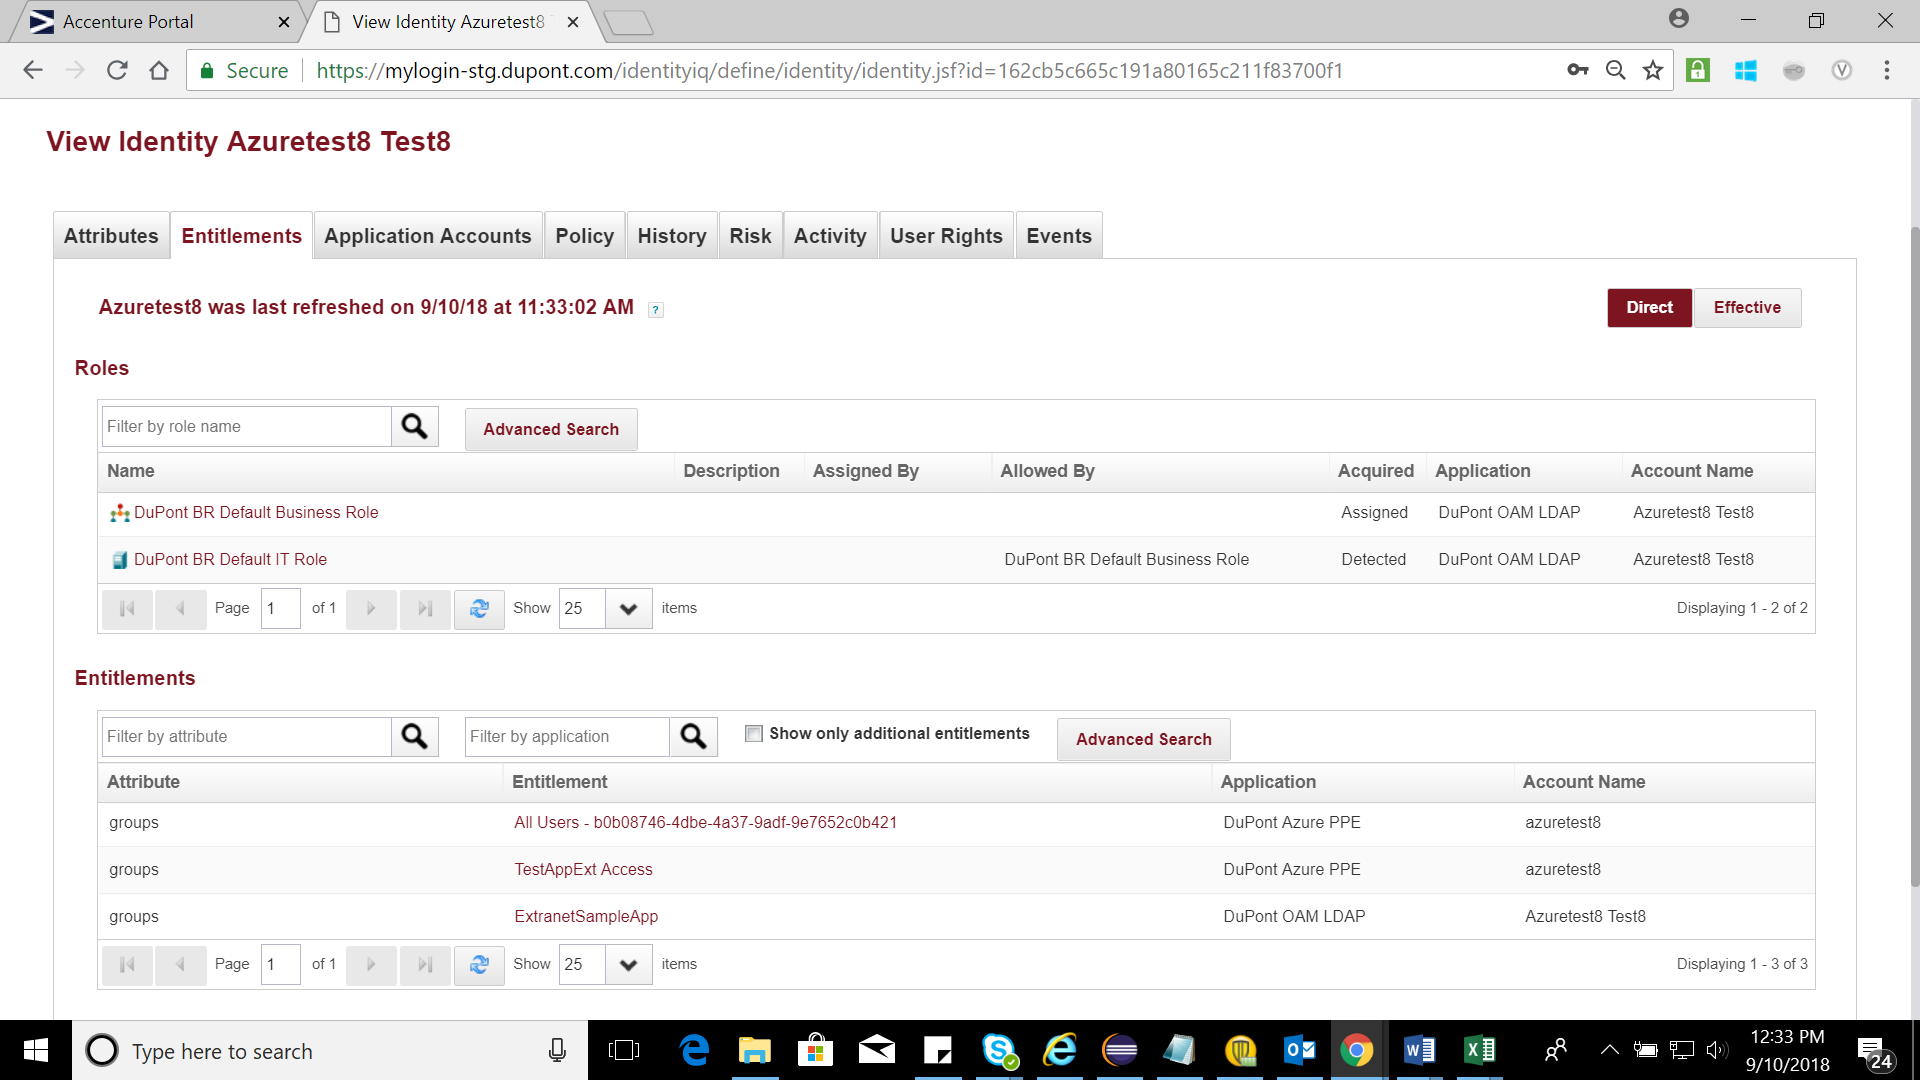 Accenture Portal
View Identity Azuretest8
Secure
https://mylogin-stg.dupont.com/identityiq/define/identity/identity.jsf?id=162cb5c665c191a80165c211f83700f1
View Identity Azuretest8 Test8
Attributes Entitlements Application Accounts Policy History Risk Activity User Rights Events
Azuretest8 was last refreshed on 9/10/18 at 11:33:02 AM ?
Direct Effective
Roles
Filter by role name Advanced Search
Name Description Assigned By Allowed By Acquired Application Account Name
DuPont BR Default Business Role Assigned DuPont OAM LDAP Azuretest8 Test8
DuPont BR Default IT Role DuPont BR Default Business Role Detected DuPont OAM LDAP Azuretest8 Test8
Page 1 of 1 Show 25 items Displaying 1 - 2 of 2
Entitlements
Filter by attribute Filter by application Show only additional entitlements Advanced Search
Attribute Entitlement Application Account Name
groups All Users - b0b08746-4dbe-4a37-9adf-9e7652c0b421 DuPont Azure PPE azuretest8
groups TestAppExt Access DuPont Azure PPE azuretest8
groups ExtranetSampleApp DuPont OAM LDAP Azuretest8 Test8
Page 1 of 1 Show 25 items Displaying 1 - 3 of 3
Type here to search
12:33 PM
9/10/2018
24